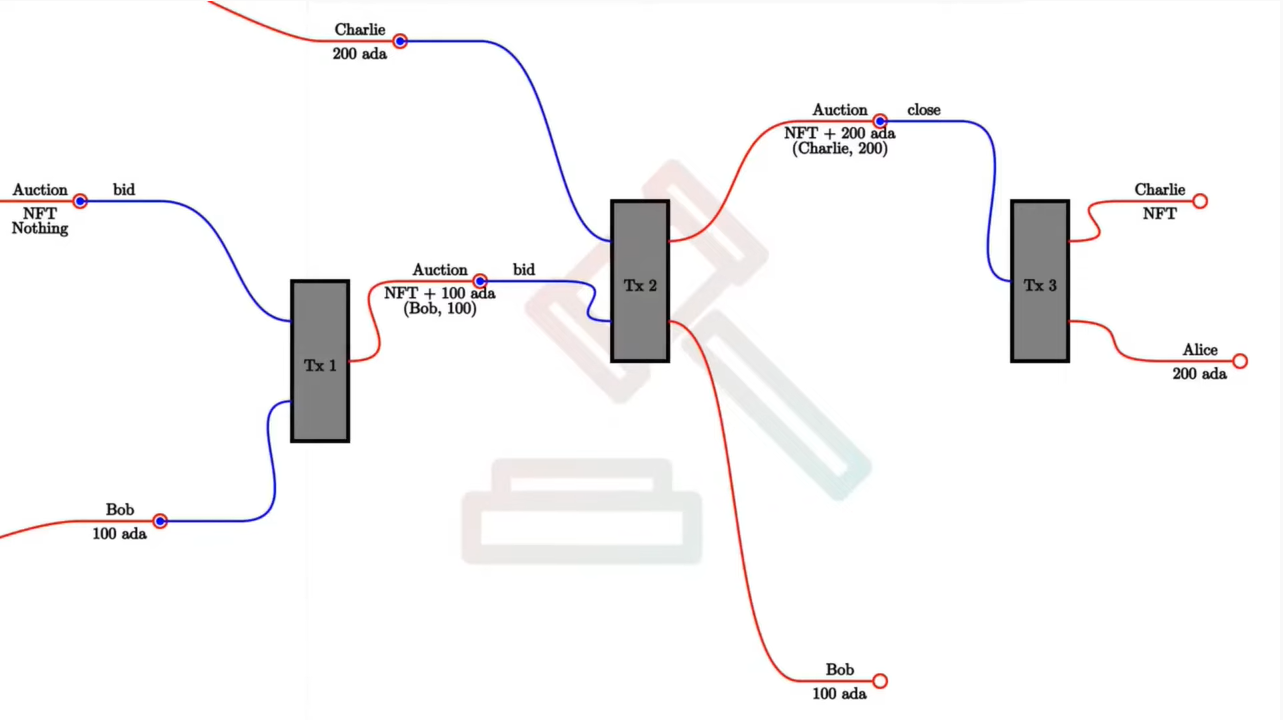 Charlie
200 ada
Auction
close
NFT + 200 ada
(Charlie, 200)
Auction
bid
NFT
Nothing
Charlie
NFT
Auction
bid
NFT + 100 ada
(Bob, 100)
Tx 2
Tx 3
Tx 1
Alice
200 ada
Bob
100 ada
Bob
100 ada